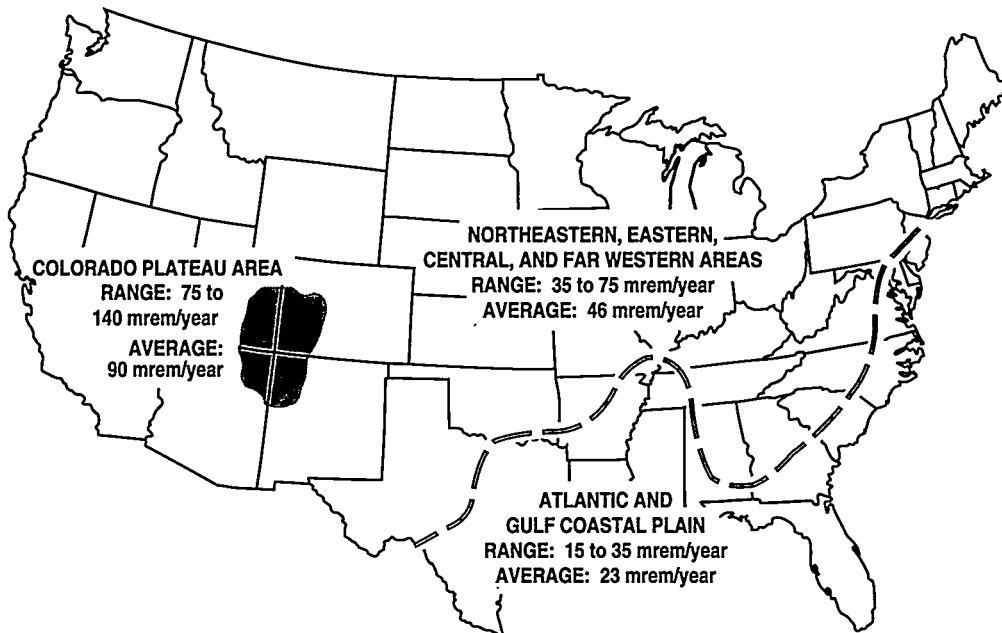 COLORADO PLATEAU AREA
RANGE: 75 to
140 mrem/year
AVERAGE:
90 mrem/year
NORTHEASTERN, EASTERN,
CENTRAL, AND FAR WESTERN AREAS
RANGE: 35 to 75 mrem/year
AVERAGE: 46 mrem/year
ATLANTIC AND
GULF COASTAL PLAIN
RANGE: 15 to 35 mrem/year
AVERAGE: 23 mrem/year